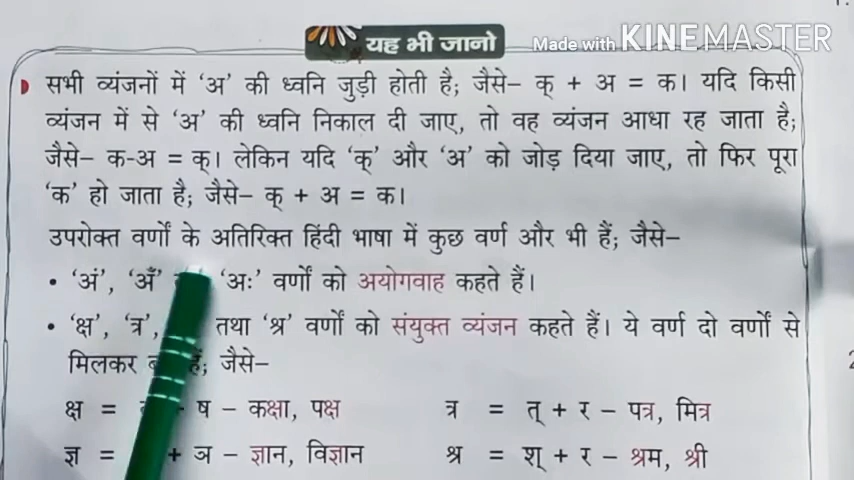 यह भी जानो
Made with KINEMASTER
सभी व्यंजनों में ‘अ’ की ध्वनि जुड़ी होती है; जैसे– क् + अ = क। यदि किसी
व्यंजन में से ‘अ’ की ध्वनि निकाल दी जाए, तो वह व्यंजन आधा रह जाता है;
जैसे– क-अ = क्। लेकिन यदि ‘क्’ और ‘अ’ को जोड़ दिया जाए, तो फिर पूरा
‘क’ हो जाता है; जैसे– क् + अ = क।
उपरोक्त वर्णों के अतिरिक्त हिंदी भाषा में कुछ वर्ण और भी हैं; जैसे–
• ‘अं’, ‘अँ’ ‘अः’ वर्णों को अयोगवाह कहते हैं।
• ‘क्ष’, ‘त्र’, तथा ‘श्र’ वर्णों को संयुक्त व्यंजन कहते हैं। ये वर्ण दो वर्णों से
मिलकर हैं; जैसे–
क्ष = + ष – कक्षा, पक्ष त्र = त् + र – पत्र, मित्र
ज्ञ = + ञ – ज्ञान, विज्ञान श्र = श् + र – श्रम, श्री